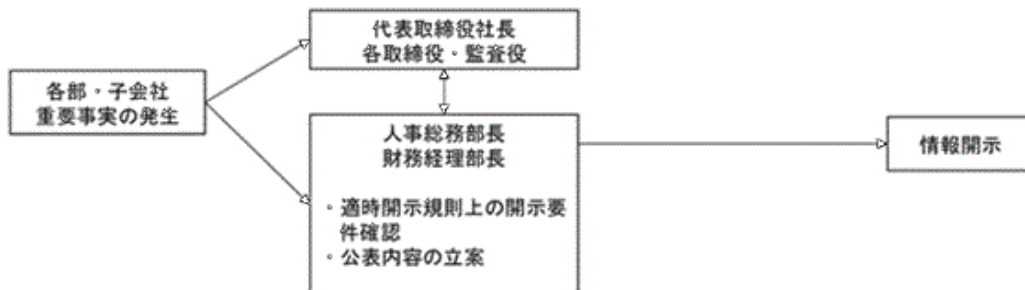 代表取締役社長
各取締役・監査役
各部・子会社
重要事実の発生
人事総務部長
財務経理部長
情報開示
・適時開示規則上の開示要
件確認
・公表内容の立案